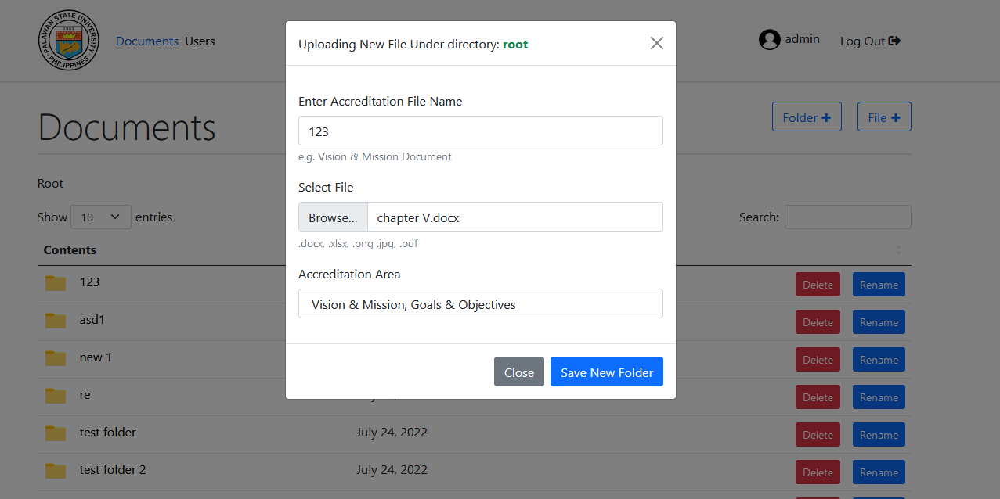 PALAWAN STATE UNIVERSITY
PHILIPPINES
Documents Users
admin
Log Out
Uploading New File Under directory: root
Documents
Folder
File
Enter Accreditation File Name
123
e.g. Vision & Mission Document
Select File
Browse... chapter V.docx
.docx, .xlsx, .png .jpg, .pdf
Accreditation Area
Vision & Mission, Goals & Objectives
Close Save New Folder
Root
Show 10 entries
Search:
Contents
123 Delete Rename
asd1 Delete Rename
new 1 Delete Rename
re Delete Rename
test folder July 24, 2022 Delete Rename
test folder 2 July 24, 2022 Delete Rename